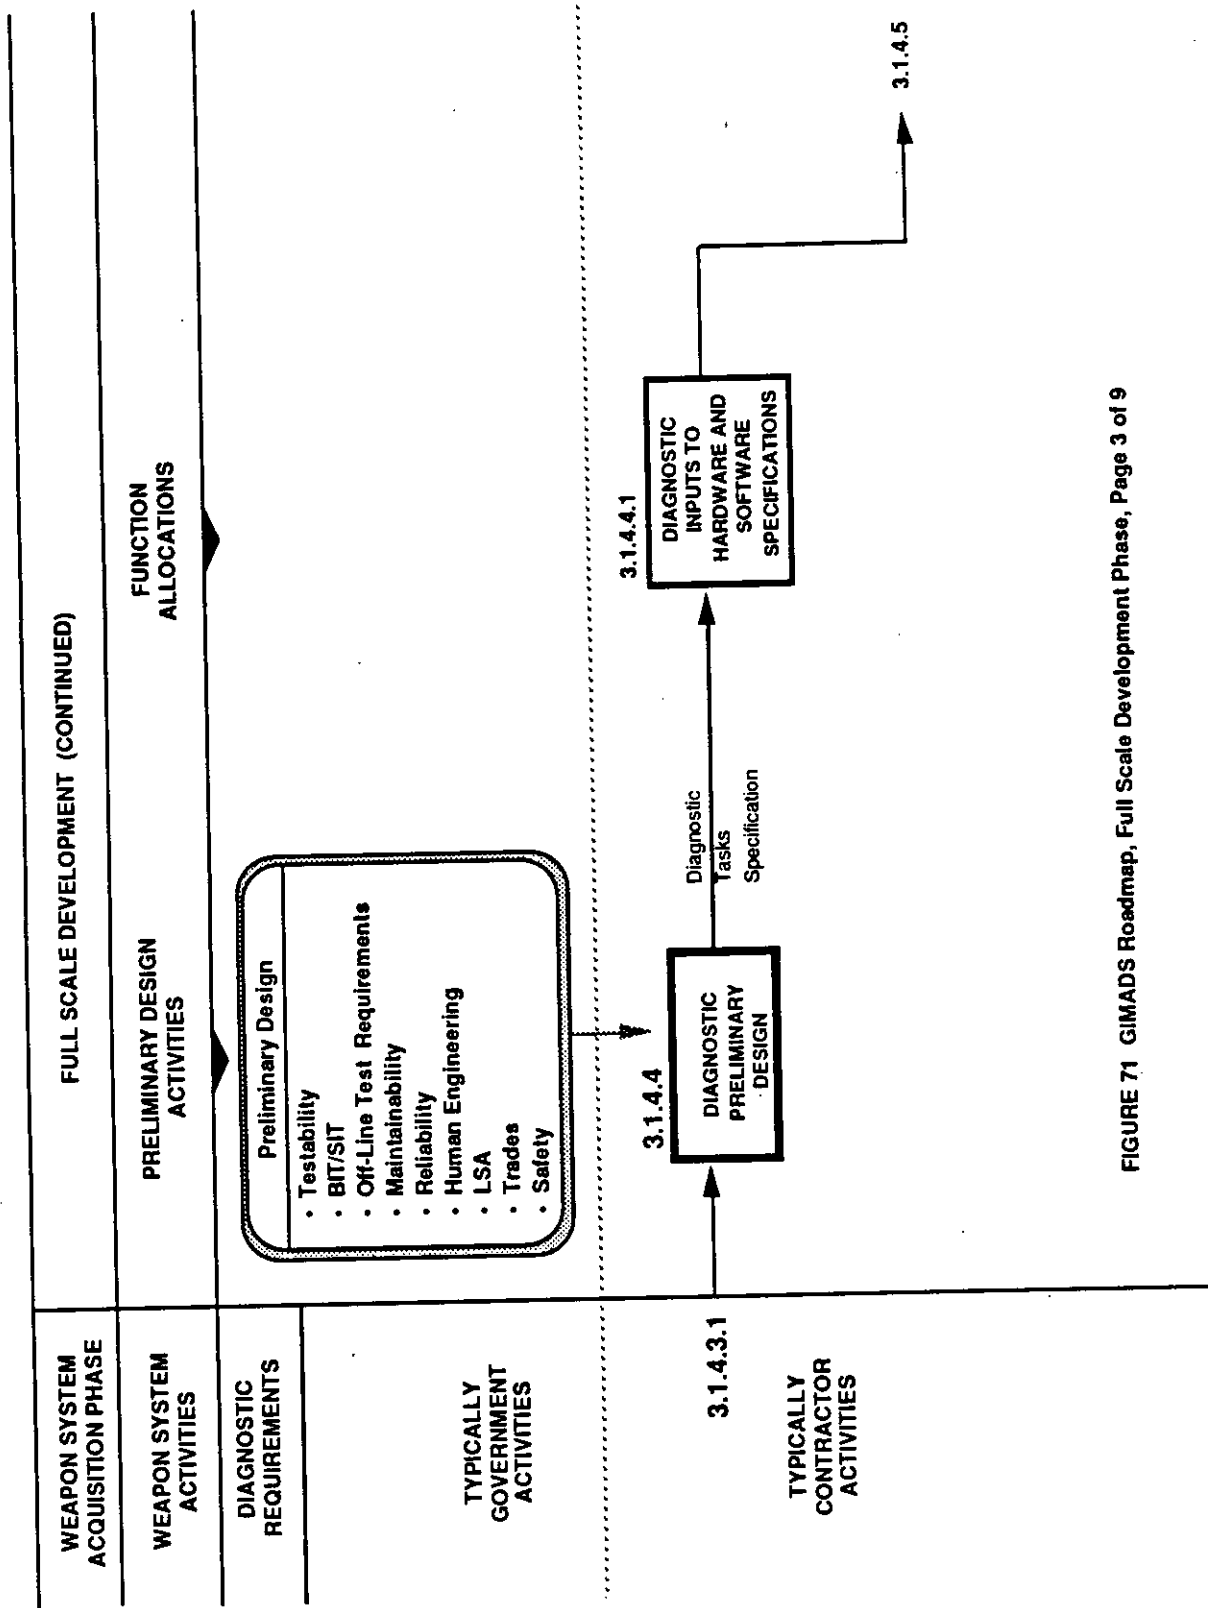 WEAPON SYSTEM
ACQUISITION PHASE
FULL SCALE DEVELOPMENT (CONTINUED)
WEAPON SYSTEM
ACTIVITIES
PRELIMINARY DESIGN
ACTIVITIES
FUNCTION
ALLOCATIONS
DIAGNOSTIC
REQUIREMENTS
Preliminary Design
• Testability
• BIT/SIT
• Off-Line Test Requirements
• Maintainability
• Reliability
• Human Engineering
• LSA
• Trades
• Safety
TYPICALLY
GOVERNMENT
ACTIVITIES
3.1.4.3.1
3.1.4.4
DIAGNOSTIC
PRELIMINARY
DESIGN
Diagnostic
Tasks
Specification
3.1.4.4.1
DIAGNOSTIC
INPUTS TO
HARDWARE AND
SOFTWARE
SPECIFICATIONS
3.1.4.5
TYPICALLY
CONTRACTOR
ACTIVITIES
FIGURE 71 GIMADS Roadmap, Full Scale Development Phase, Page 3 of 9